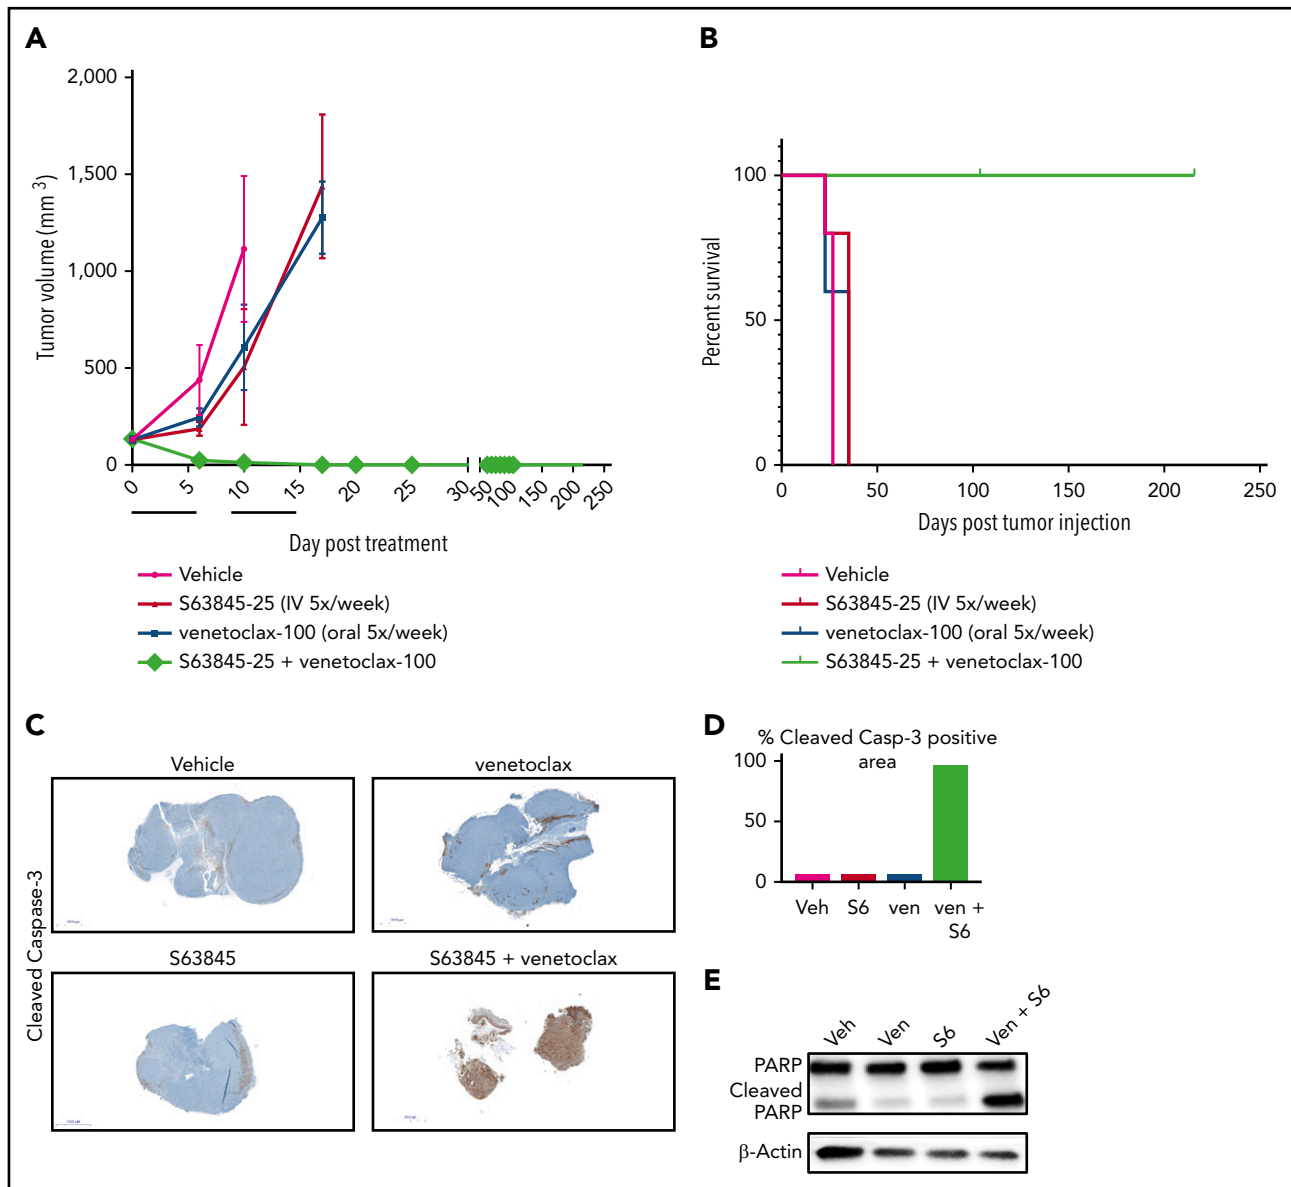 A
2,000
1,500
1,000
500
0
Tumor volume (mm 3)
0 5 10 15 20 25 30 50 100 150 200 250
Day post treatment
Vehicle
S63845-25 (IV 5x/week)
venetoclax-100 (oral 5x/week)
S63845-25 + venetoclax-100
B
100
50
0
Percent survival
0 50 100 150 200 250
Days post tumor injection
Vehicle
S63845-25 (IV 5x/week)
venetoclax-100 (oral 5x/week)
S63845-25 + venetoclax-100
C
Cleaved Caspase-3
Vehicle
venetoclax
S63845
S63845 + venetoclax
D
% Cleaved Casp-3 positive
area
100
50
0
Veh S6 ven ven +
S6
E
Veh Ven S6 Ven + S6
PARP
Cleaved
PARP
β-Actin